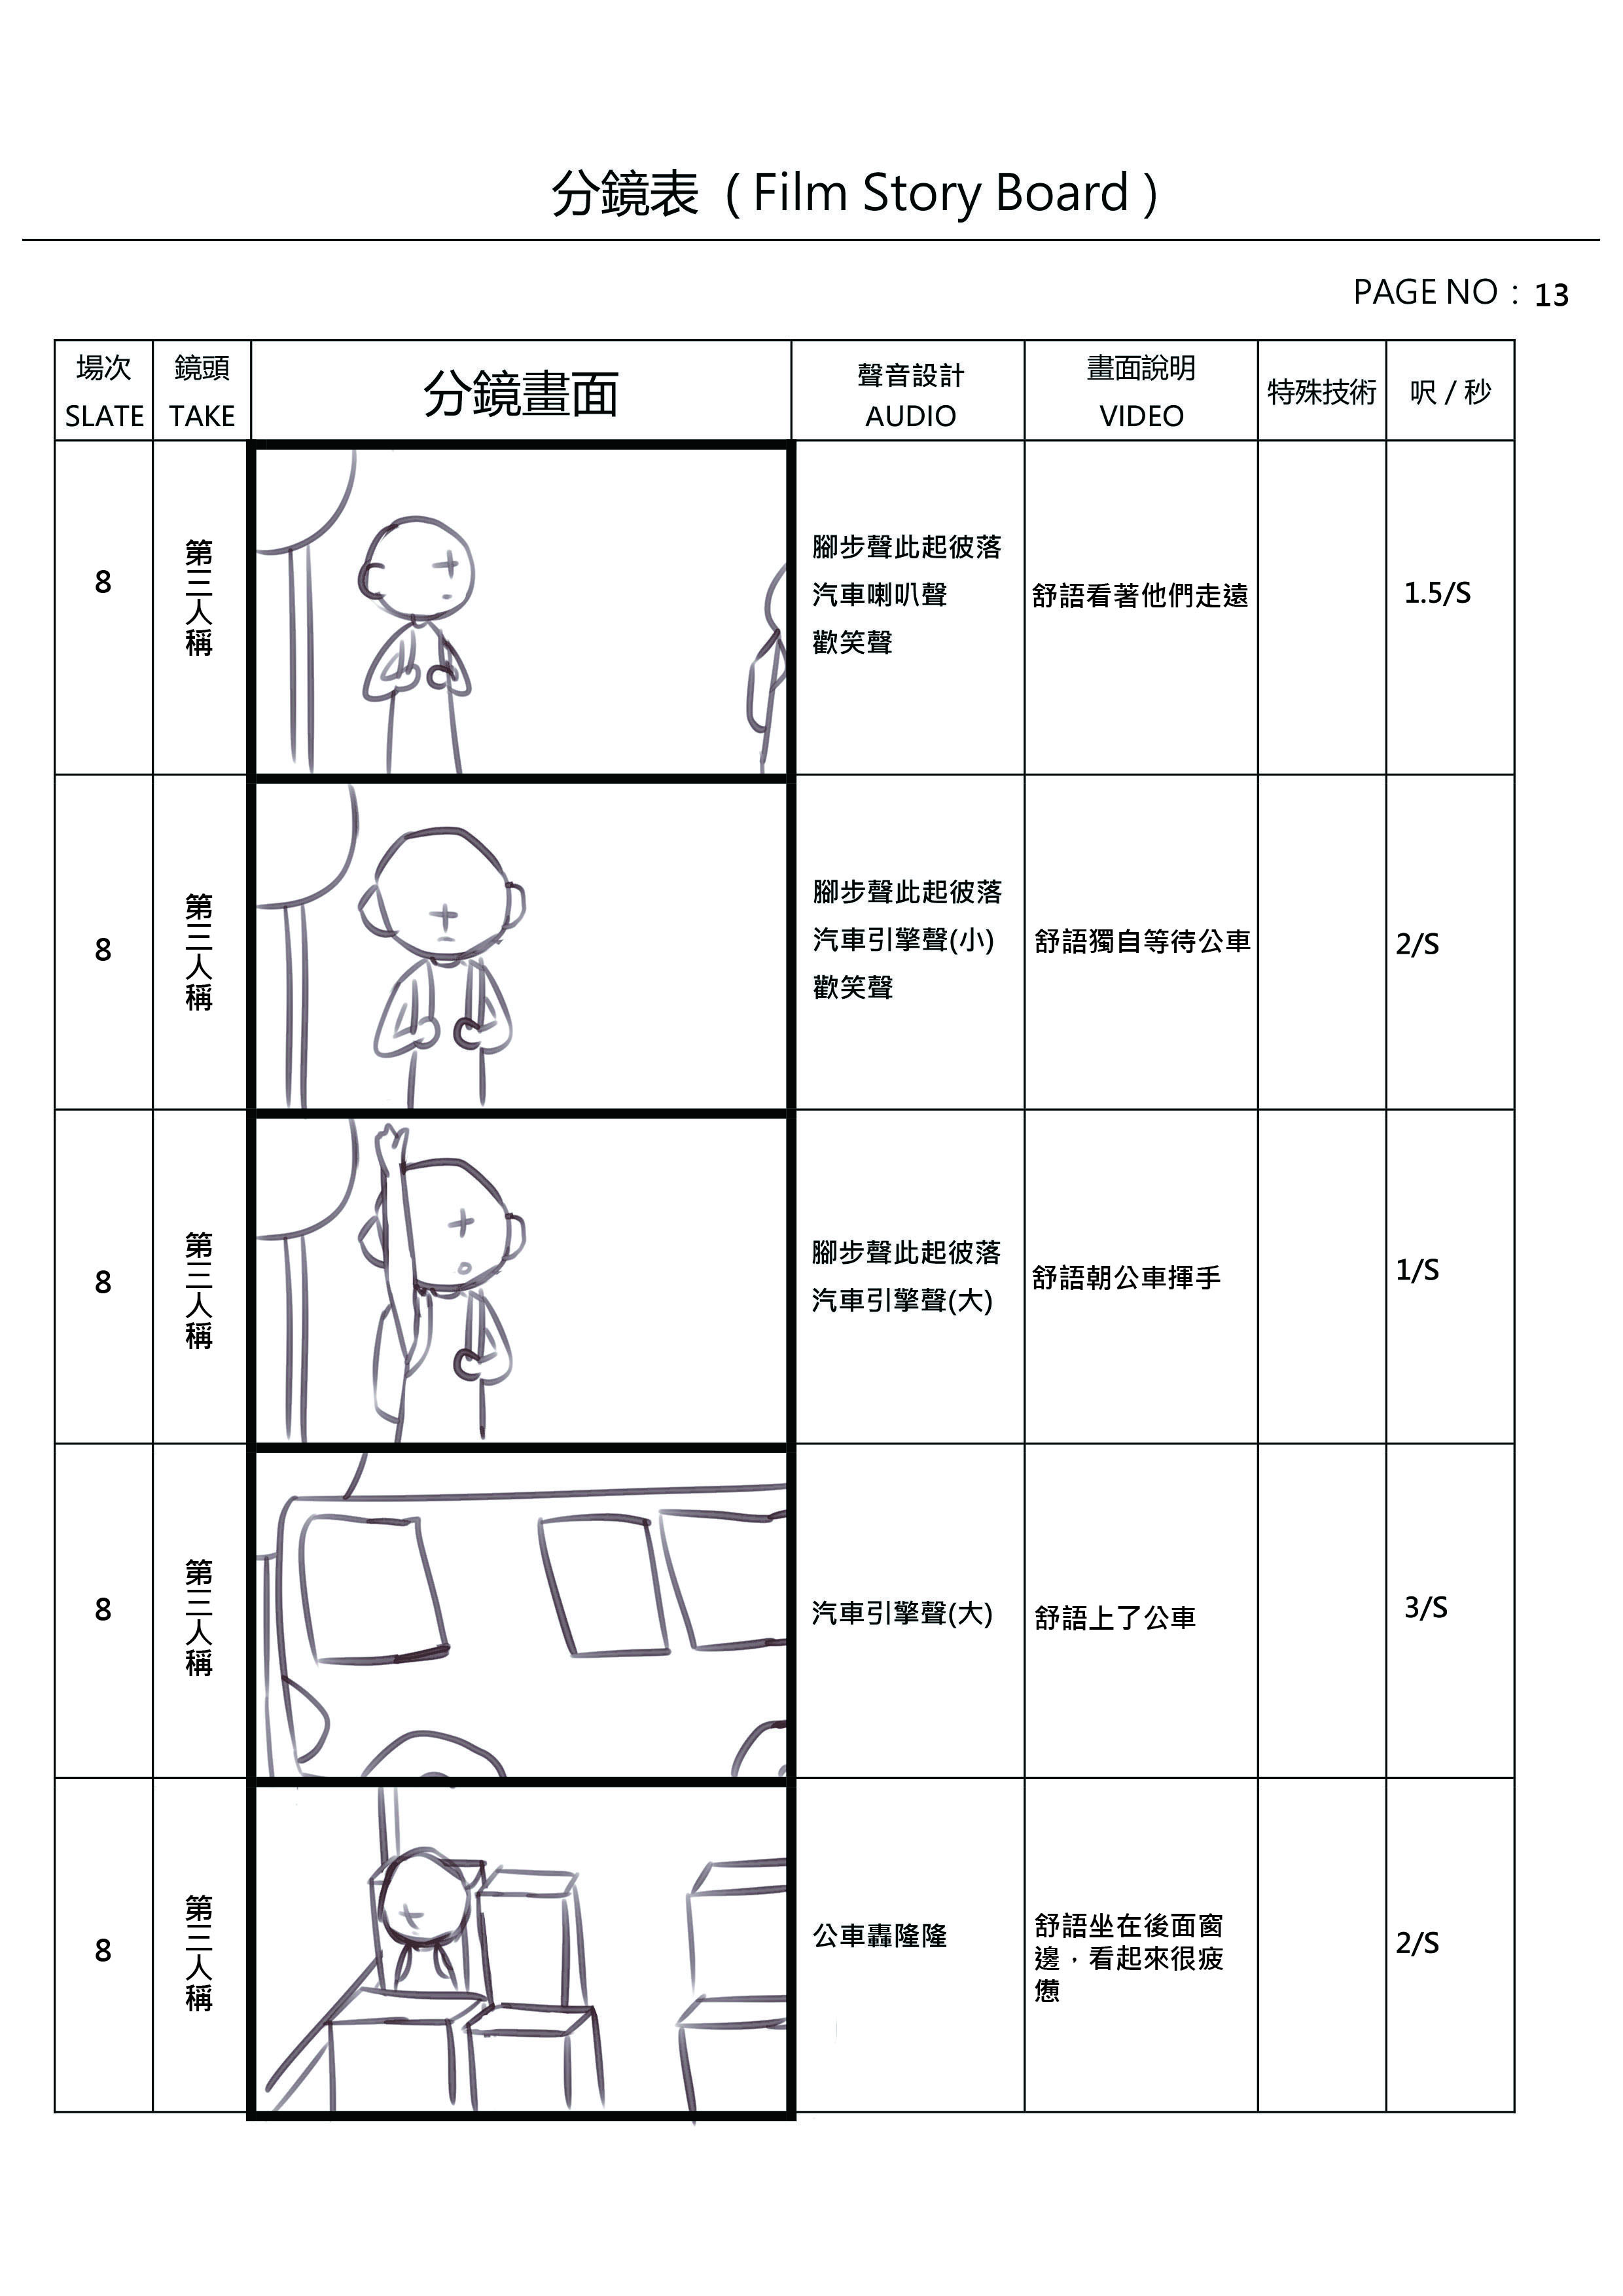 分鏡表（Film Story Board）
PAGE NO：13
場次
SLATE
鏡頭
TAKE
分鏡畫面
聲音設計
AUDIO
畫面說明
VIDEO
特殊技術
呎／秒
8
第三人稱
腳步聲此起彼落
汽車喇叭聲
歡笑聲
舒語看著他們走遠
1.5/S
8
第三人稱
腳步聲此起彼落
汽車引擎聲(小)
歡笑聲
舒語獨自等待公車
2/S
8
第三人稱
腳步聲此起彼落
汽車引擎聲(大)
舒語朝公車揮手
1/S
8
第三人稱
汽車引擎聲(大)
舒語上了公車
3/S
8
第三人稱
公車轟隆隆
舒語坐在後面窗
邊，看起來很疲
憊
2/S